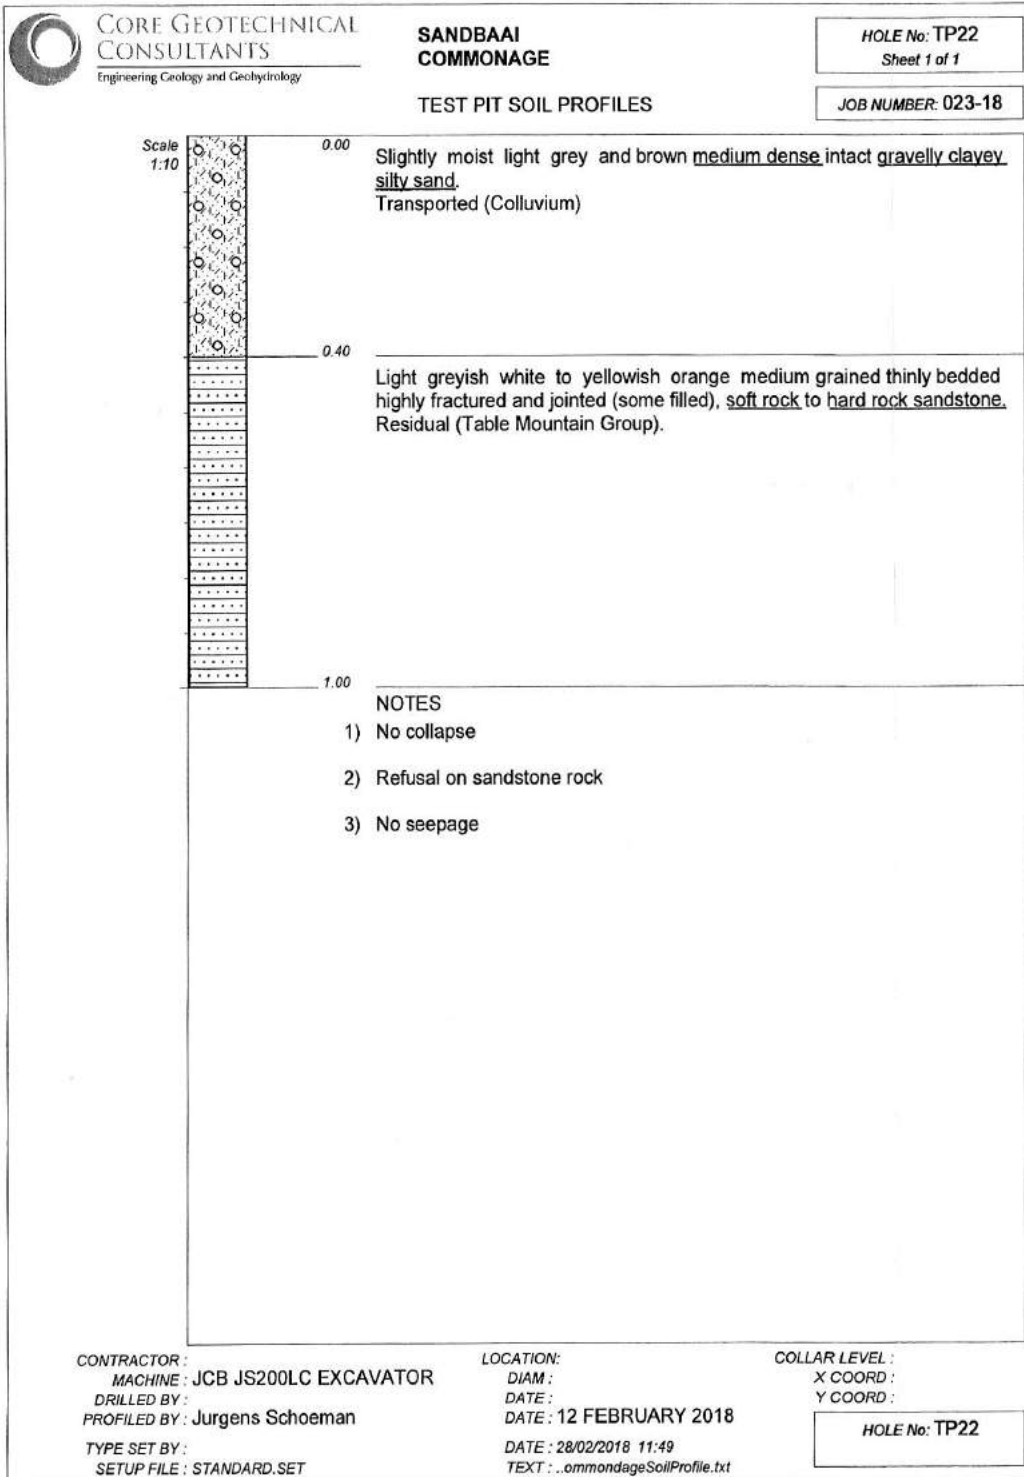 CORE GEOTECHNICAL
CONSULTANTS
Engineering Geology and Geohydrology
SANDBAAI
COMMONAGE
TEST PIT SOIL PROFILES
HOLE No: TP22
Sheet 1 of 1
JOB NUMBER: 023-18
Scale
1:10
0.00
Slightly moist light grey and brown medium dense intact gravelly clayey
silty sand.
Transported (Colluvium)
0.40
Light greyish white to yellowish orange medium grained thinly bedded
highly fractured and jointed (some filled), soft rock to hard rock sandstone.
Residual (Table Mountain Group).
1.00
NOTES
1) No collapse
2) Refusal on sandstone rock
3) No seepage
CONTRACTOR :
MACHINE : JCB JS200LC EXCAVATOR
DRILLED BY :
PROFILED BY : Jurgens Schoeman
TYPE SET BY :
SETUP FILE : STANDARD.SET
LOCATION:
DIAM :
DATE :
DATE : 12 FEBRUARY 2018
DATE : 28/02/2018 11:49
TEXT : ..ommondageSoilProfile.txt
COLLAR LEVEL :
X COORD :
Y COORD :
HOLE No: TP22